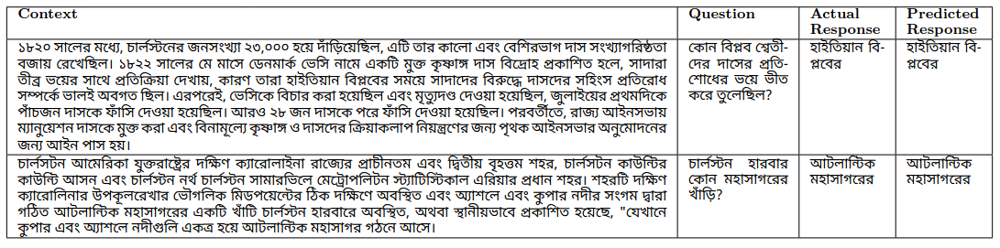 Context Question Actual Response Predicted Response
১৮২০ সালের মধ্যে, চার্লস্টনের জনসংখ্যা ২৩,০০০ হয়ে দাঁড়িয়েছিল, এটি তার কালো এবং বেশিরভাগ দাস সংখ্যাগরিষ্ঠতা
বজায় রেখেছিল। ১৮২২ সালের মে মাসে ডেনমার্ক ভেসি নামে একটি মুক্ত কৃষ্ণাঙ্গ দাস বিদ্রোহ প্রকাশিত হলে, সাদারা
তীব্র ভয়ের সাথে প্রতিক্রিয়া দেখায়, কারণ তারা হাইতিয়ান বিপ্লবের সময়ে সাদাদের বিরুদ্ধে দাসদের সহিংস প্রতিরোধ
সম্পর্কে ভালই অবগত ছিল। এরপরেই, ভেসিকে বিচার করা হয়েছিল এবং মৃত্যুদণ্ড দেওয়া হয়েছিল, জুলাইয়ের প্রথমদিকে
পাঁচজন দাসকে ফাঁসি দেওয়া হয়েছিল। আরও ২৮ জন দাসকে পরে ফাঁসি দেওয়া হয়েছিল। পরবর্তীতে, রাজ্য আইনসভায়
ম্যানুয়েশন দাসকে মুক্ত করা এবং বিনামূল্যে কৃষ্ণাঙ্গ ও দাসদের ক্রিয়াকলাপ নিয়ন্ত্রণের জন্য পৃথক আইনসভার অনুমোদনের
জন্য আইন পাস হয়।
কোন বিপ্লব শ্বেতী-
দের দাসের প্রতি-
শোধের ভয়ে ভীত
করে তুলেছিল?
হাইতিয়ান বি-
প্লবের
হাইতিয়ান বি-
প্লবের
চার্লসটন আমেরিকা যুক্তরাষ্ট্রের দক্ষিণ ক্যারোলাইনা রাজ্যের প্রাচীনতম এবং দ্বিতীয় বৃহত্তম শহর, চার্লসটন কাউন্টির
কাউন্টি আসন এবং চার্লস্টন নর্থ চার্লস্টন সামারভিলে মেট্রোপলিটন স্ট্যাটিস্টিকাল এরিয়ার প্রধান শহর। শহরটি দক্ষিণ
ক্যারোলিনার উপকূলরেখার ভৌগলিক মিডপয়েন্টের ঠিক দক্ষিণে অবস্থিত এবং অ্যাশলে এবং কুপার নদীর সংগম দ্বারা
গঠিত আটলান্টিক মহাসাগরের একটি খাঁটি চার্লস্টন হারবারে অবস্থিত, অথবা স্থানীয়ভাবে প্রকাশিত হয়েছে, "যেখানে
কুপার এবং অ্যাশলে নদীগুলি একত্র হয়ে আটলান্টিক মহাসাগর গঠনে আসে।
চার্লস্টন হারবার
কোন মহাসাগরের
খাঁড়ি?
আটলান্টিক
মহাসাগরের
আটলান্টিক
মহাসাগরের